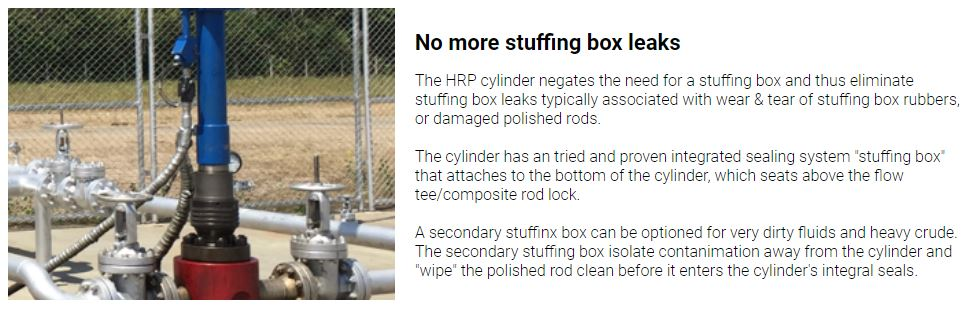 No more stuffing box leaks
The HRP cylinder negates the need for a stuffing box and thus eliminate
stuffing box leaks typically associated with wear & tear of stuffing box rubbers,
or damaged polished rods.
The cylinder has an tried and proven integrated sealing system "stuffing box"
that attaches to the bottom of the cylinder, which seats above the flow
tee/composite rod lock.
A secondary stuffinx box can be optioned for very dirty fluids and heavy crude.
The secondary stuffing box isolate contanimation away from the cylinder and
"wipe" the polished rod clean before it enters the cylinder's integral seals.